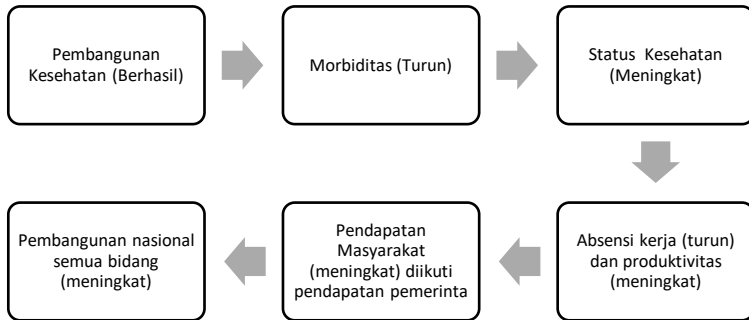 Pembangunan
Kesehatan (Berhasil)
Morbiditas (Turun)
Status Kesehatan
(Meningkat)
Absensi kerja (turun)
dan produktivitas
(meningkat)
Pendapatan
Masyarakat
(meningkat) diikuti
pendapatan pemerinta
Pembangunan nasional
semua bidang
(meningkat)